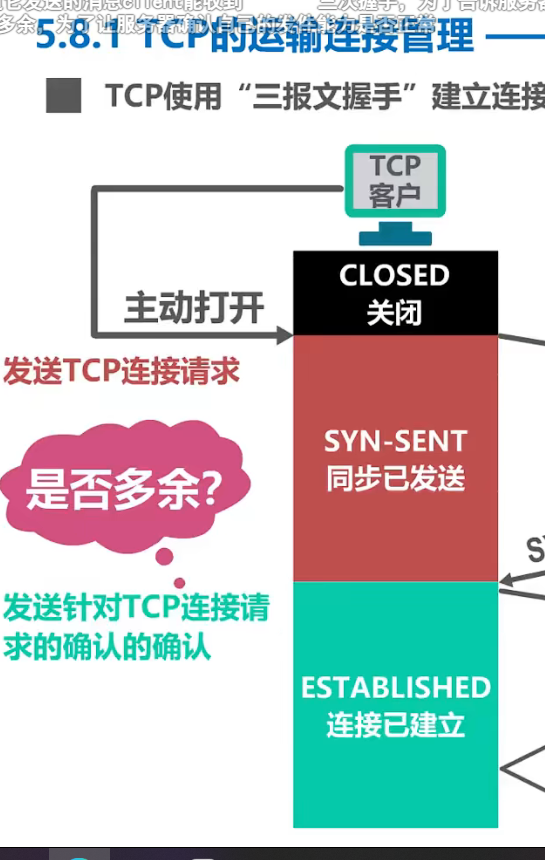 它发送的消息client能收到 三次握手，为了告诉服务器
多余，为了让服务器确认自己的发件能力是否正常
5.8.1 TCP的运输连接管理
TCP使用“三报文握手”建立连接
TCP
客户
CLOSED
关闭
主动打开
发送TCP连接请求
SYN-SENT
同步已发送
是否多余？
发送针对TCP连接请
求的确认的确认
ESTABLISHED
连接已建立